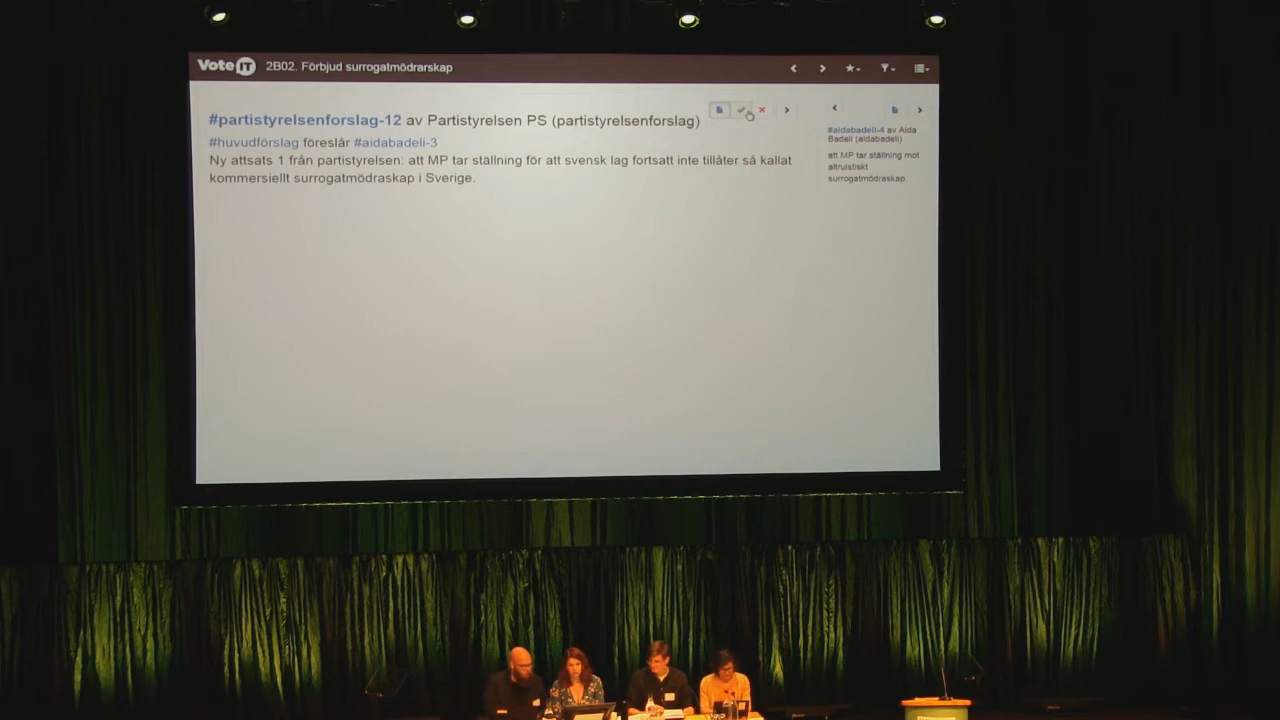 VoteIT 2B02. Förbjud surrogatmödrarskap
#partistyrelsenforslag-12 av Partistyrelsen PS (partistyrelsenforslag)
#huvudförslag föreslår #aidabadeli-3
Ny attsats 1 från partistyrelsen: att MP tar ställning för att svensk lag fortsatt inte tillåter så kallat
kommersiellt surrogatmödraskap i Sverige.
#aidabadeli-4 av Aida
Badeli (aidabadeli)
att MP tar ställning mot
altruistiskt
surrogatmödraskap.